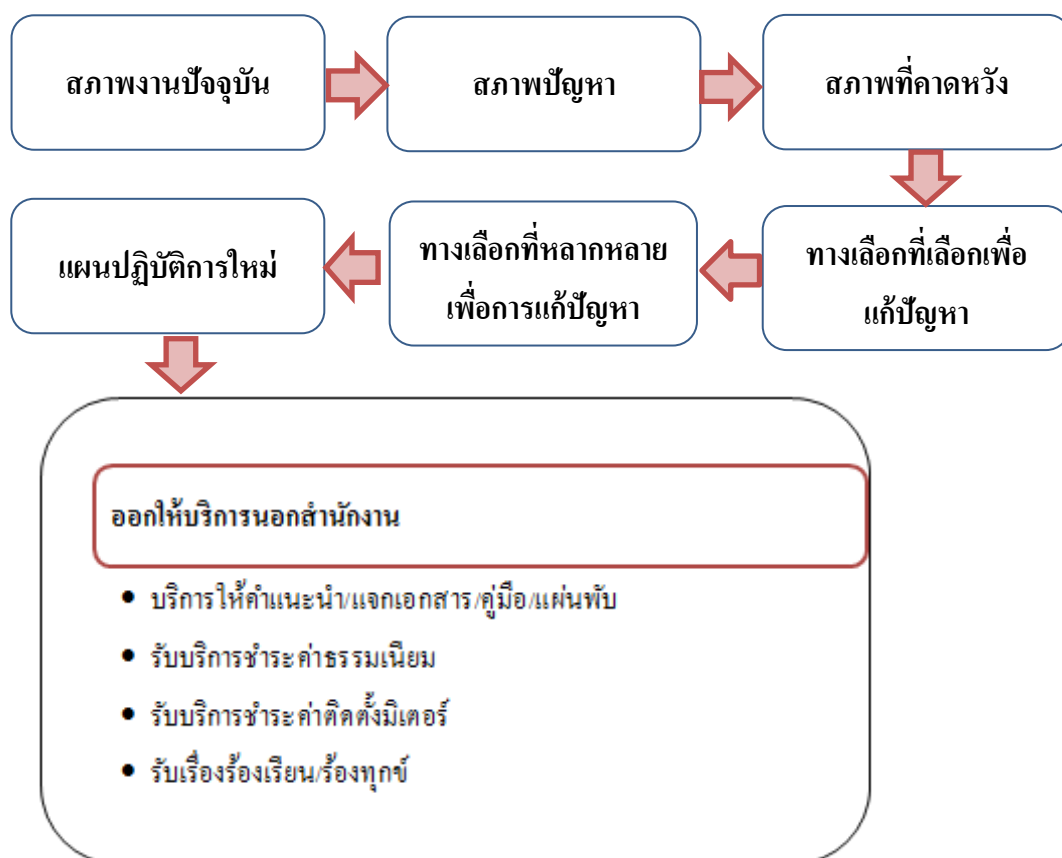 สภาพงานปัจจุบัน
สภาพปัญหา
สภาพที่คาดหวัง
ทางเลือกที่เลือกเพื่อ
แก้ปัญหา
ทางเลือกที่หลากหลาย
เพื่อการแก้ปัญหา
แผนปฏิบัติการใหม่
ออกให้บริการนอกสำนักงาน
• บริการให้คำแนะนำ/แจกเอกสาร/คู่มือ/แผ่นพับ
• รับบริการชำระค่าธรรมเนียม
• รับบริการชำระค่าติดตั้งมิเตอร์
• รับเรื่องร้องเรียน/ร้องทุกข์